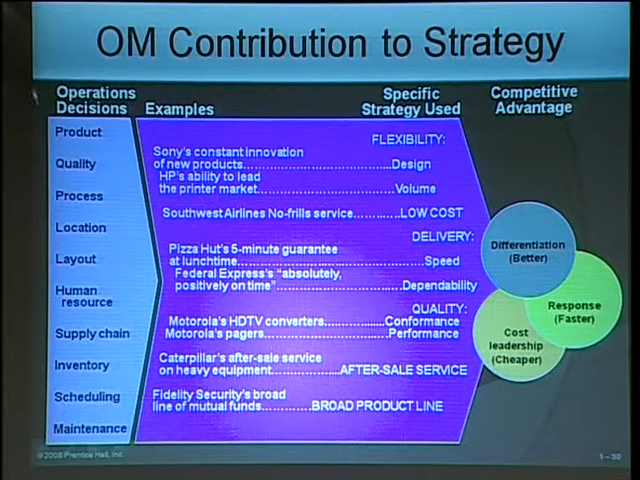 OM Contribution to Strategy
Operations
Decisions
Examples
Specific
Strategy Used
Competitive
Advantage
Product
Quality
Process
Location
Layout
Human
resource
Supply chain
Inventory
Scheduling
Maintenance
FLEXIBILITY:
Sony's constant innovation
of new products……………………………...Design
HP's ability to lead
the printer market……………………………Volume
Southwest Airlines No-frills service…………LOW COST
DELIVERY:
Pizza Hut's 5-minute guarantee
at lunchtime……………………………………Speed
Federal Express's "absolutely,
positively on time"…………………………Dependability
QUALITY:
Motorola's HDTV converters……………Conformance
Motorola's pagers………………………Performance
Caterpillar's after-sale service
on heavy equipment……………AFTER-SALE SERVICE
Fidelity Security's broad
line of mutual funds…………BROAD PRODUCT LINE
Differentiation
(Better)
Response
(Faster)
Cost
leadership
(Cheaper)
© 2008 Prentice Hall, Inc.